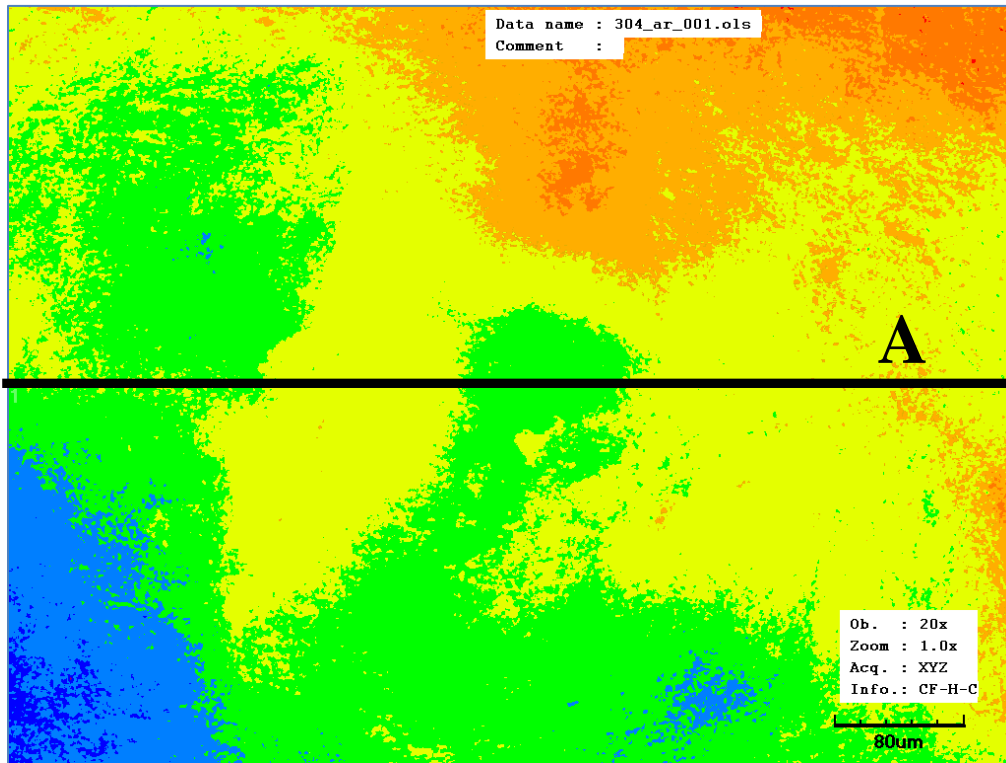 Data name : 304_ar_001.ols
Comment :
A
Ob. : 20x
Zoom : 1.0x
Acq. : XYZ
Info.: CF-H-C
80um